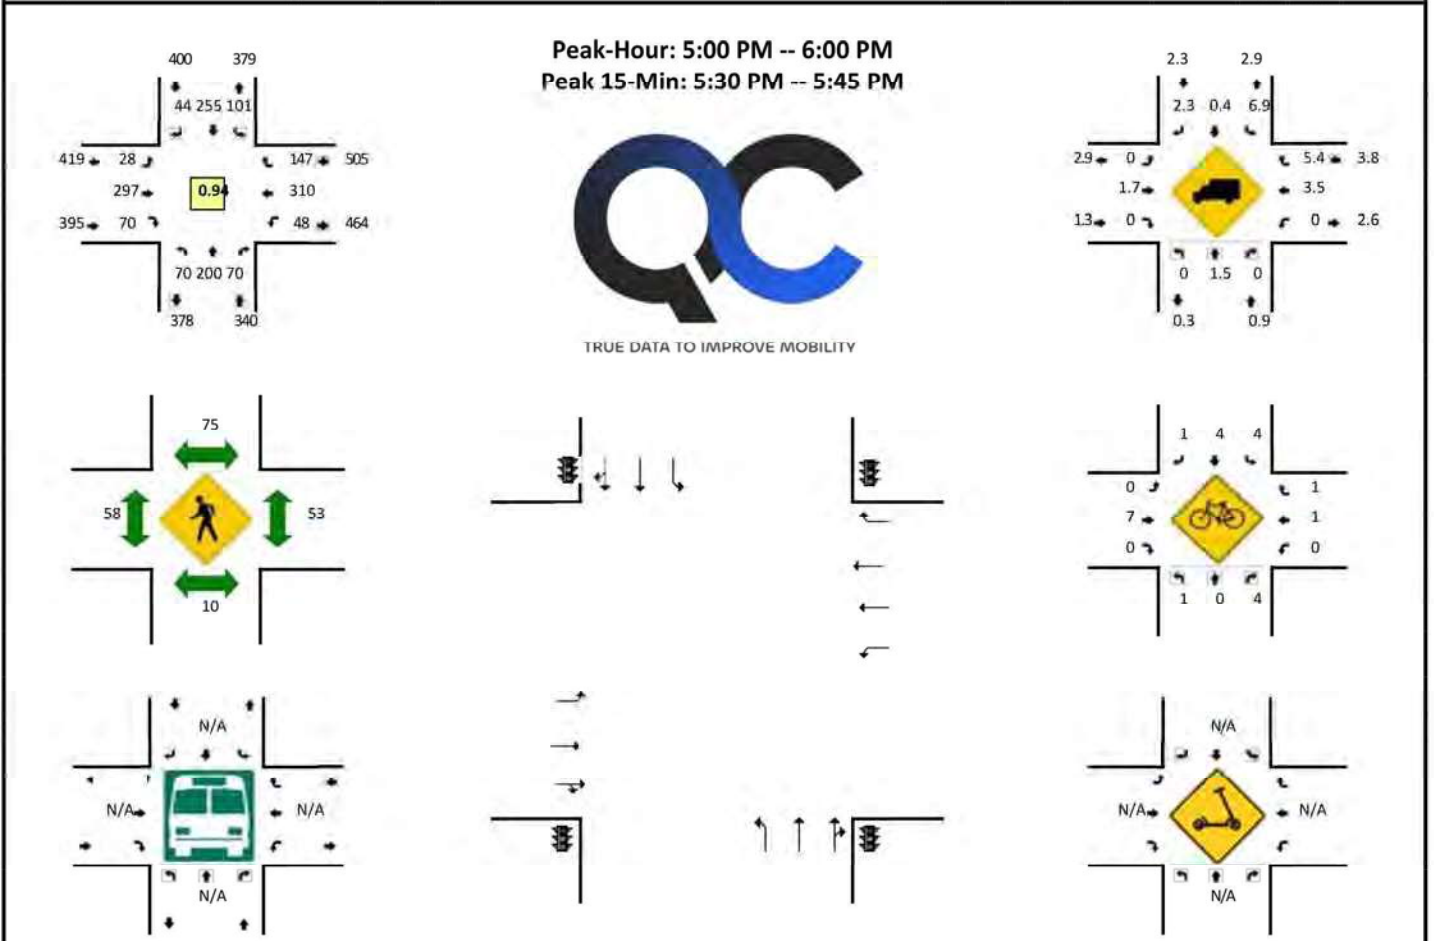 Peak-Hour: 5:00 PM -- 6:00 PM
Peak 15-Min: 5:30 PM -- 5:45 PM
400 379
44 255 101
419 28 147 505
297 0.94 310
395 70 48 464
70 200 70
378 340
QC
TRUE DATA TO IMPROVE MOBILITY
2.3 2.9
2.3 0.4 6.9
2.9 0 5.4 3.8
1.7 3.5
1.3 0 0 2.6
0 1.5 0
0.3 0.9
75
58 53
10
1 4 4
0 1
7 1
0 0
1 0 4
N/A
N/A N/A
N/A
N/A
N/A N/A
N/A